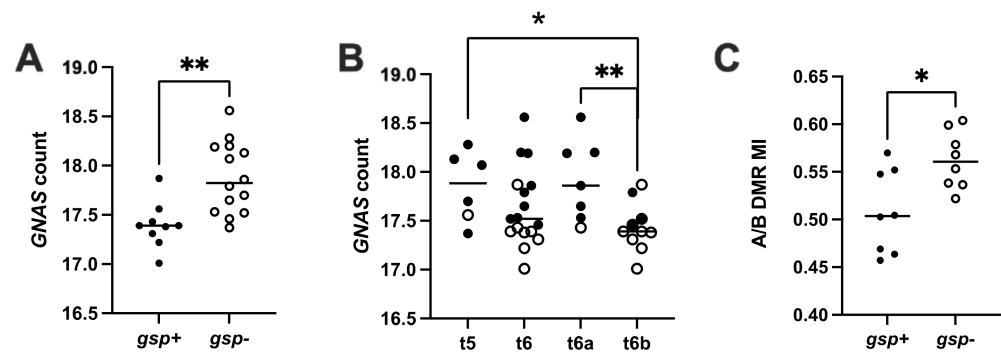 A
GNAS count
19.0
18.5
18.0
17.5
17.0
16.5
**
gsp+
gsp-
B
GNAS count
19.0
18.5
18.0
17.5
17.0
16.5
*
**
t5
t6
t6a
t6b
C
A/B DMR MI
0.65
0.60
0.55
0.50
0.45
0.40
*
gsp+
gsp-